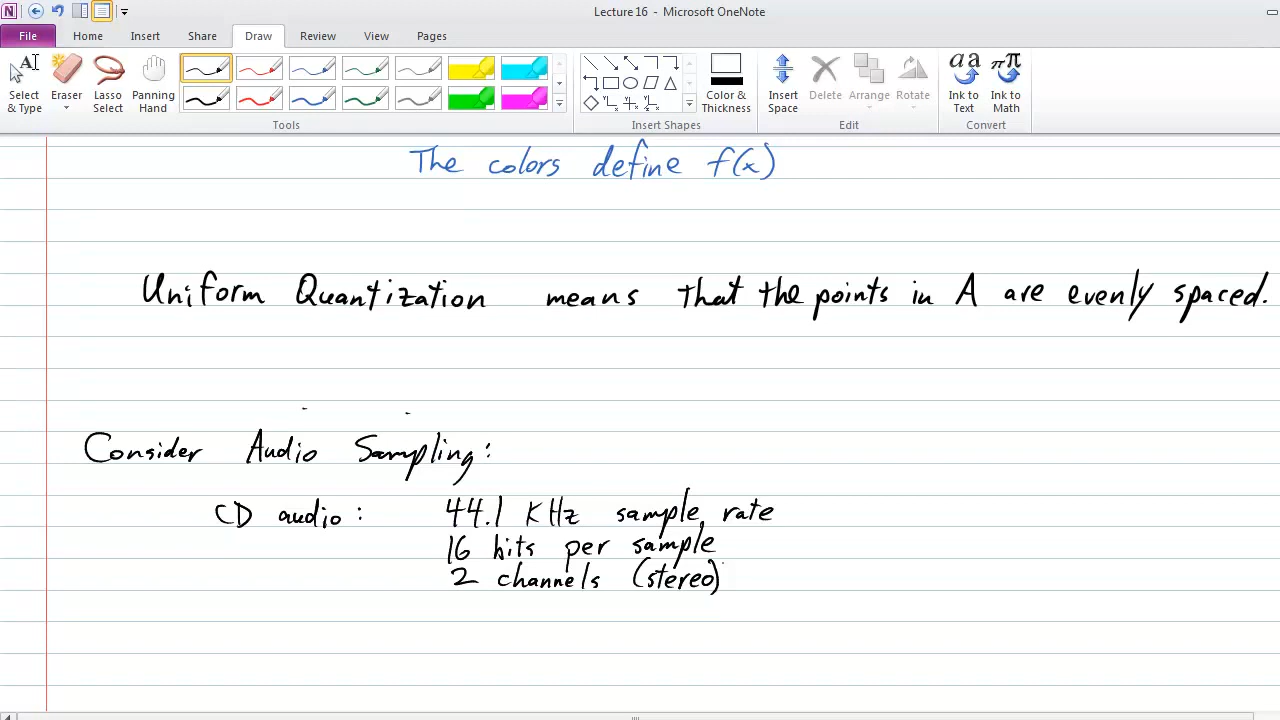 Lecture 16 - Microsoft OneNote
File Home Insert Share Draw Review View Pages
Select & Type Eraser Lasso Select Panning Hand Color & Thickness Insert Space Delete Arrange Rotate Ink to Text Ink to Math
Tools Insert Shapes Edit Convert
The colors define f(x)
Uniform Quantization means that the points in A are evenly spaced.
Consider Audio Sampling:
CD audio: 44.1 KHz sample rate
16 bits per sample
2 channels (stereo)